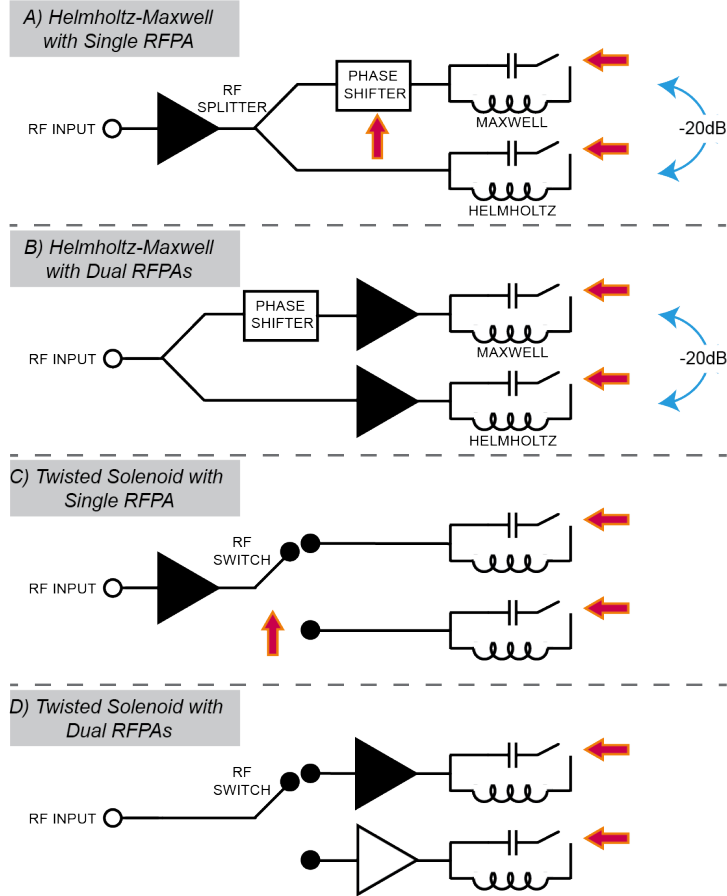 A) Helmholtz-Maxwell
with Single RFPA
RF
SPLITTER
PHASE
SHIFTER
RF INPUT
MAXWELL
-20dB
HELMHOLTZ
B) Helmholtz-Maxwell
with Dual RFPAs
PHASE
SHIFTER
RF INPUT
MAXWELL
-20dB
HELMHOLTZ
C) Twisted Solenoid with
Single RFPA
RF
SWITCH
RF INPUT
D) Twisted Solenoid with
Dual RFPAs
RF
SWITCH
RF INPUT